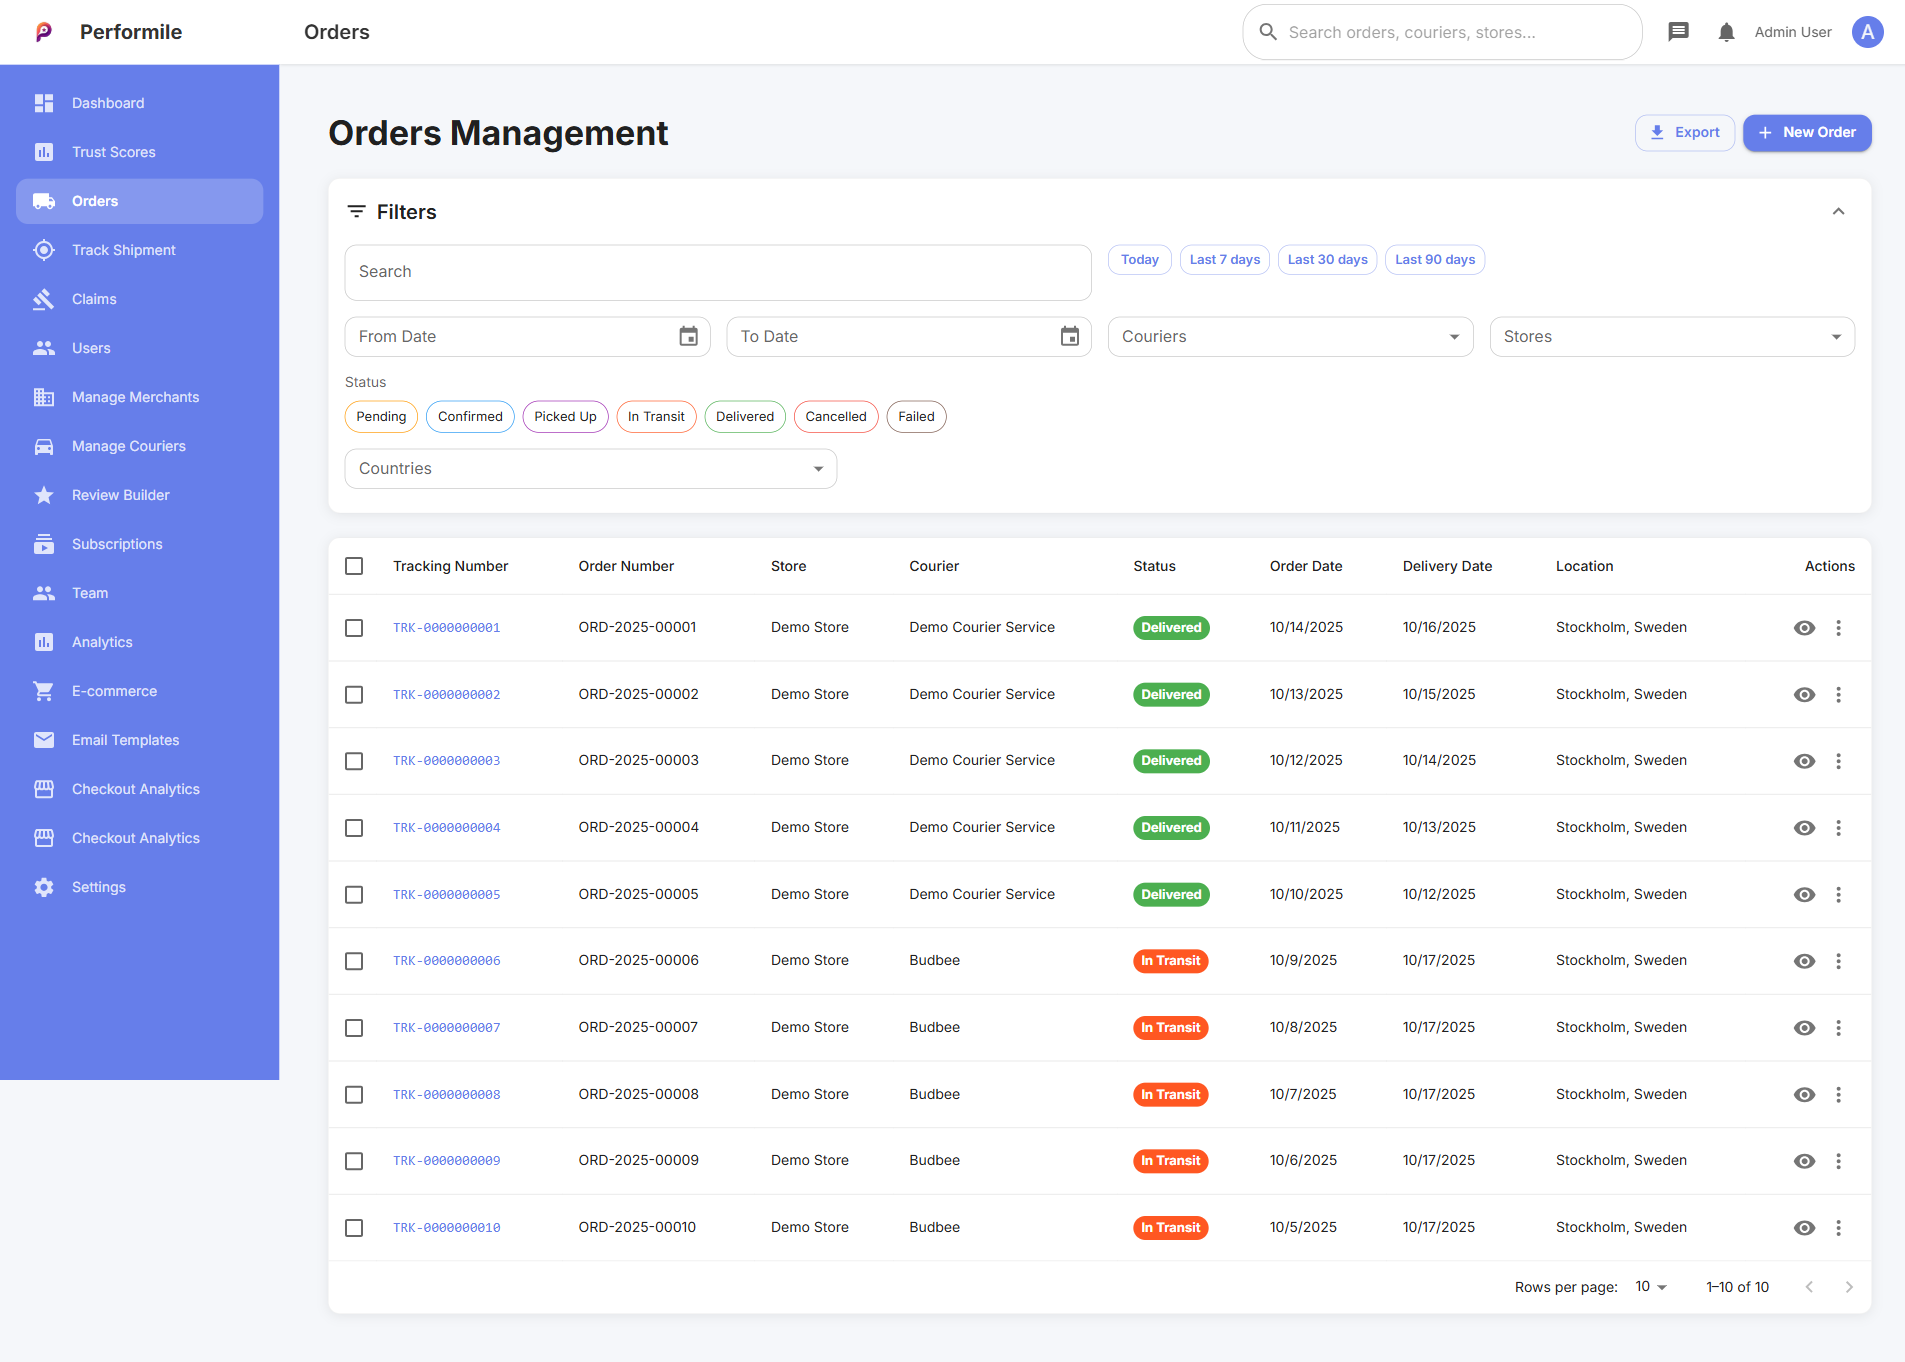 Performile
Orders
Search orders, couriers, stores...
Admin User
A
Dashboard
Trust Scores
Orders
Track Shipment
Claims
Users
Manage Merchants
Manage Couriers
Review Builder
Subscriptions
Team
Analytics
E-commerce
Email Templates
Checkout Analytics
Checkout Analytics
Settings
Orders Management
Export
New Order
Filters
Search
Today Last 7 days Last 30 days Last 90 days
From Date To Date Couriers Stores
Status
Pending Confirmed Picked Up In Transit Delivered Cancelled Failed
Countries
Tracking Number Order Number Store Courier Status Order Date Delivery Date Location Actions
TRK-0000000001 ORD-2025-00001 Demo Store Demo Courier Service Delivered 10/14/2025 10/16/2025 Stockholm, Sweden
TRK-0000000002 ORD-2025-00002 Demo Store Demo Courier Service Delivered 10/13/2025 10/15/2025 Stockholm, Sweden
TRK-0000000003 ORD-2025-00003 Demo Store Demo Courier Service Delivered 10/12/2025 10/14/2025 Stockholm, Sweden
TRK-0000000004 ORD-2025-00004 Demo Store Demo Courier Service Delivered 10/11/2025 10/13/2025 Stockholm, Sweden
TRK-0000000005 ORD-2025-00005 Demo Store Demo Courier Service Delivered 10/10/2025 10/12/2025 Stockholm, Sweden
TRK-0000000006 ORD-2025-00006 Demo Store Budbee In Transit 10/9/2025 10/17/2025 Stockholm, Sweden
TRK-0000000007 ORD-2025-00007 Demo Store Budbee In Transit 10/8/2025 10/17/2025 Stockholm, Sweden
TRK-0000000008 ORD-2025-00008 Demo Store Budbee In Transit 10/7/2025 10/17/2025 Stockholm, Sweden
TRK-0000000009 ORD-2025-00009 Demo Store Budbee In Transit 10/6/2025 10/17/2025 Stockholm, Sweden
TRK-0000000010 ORD-2025-00010 Demo Store Budbee In Transit 10/5/2025 10/17/2025 Stockholm, Sweden
Rows per page: 10 1–10 of 10